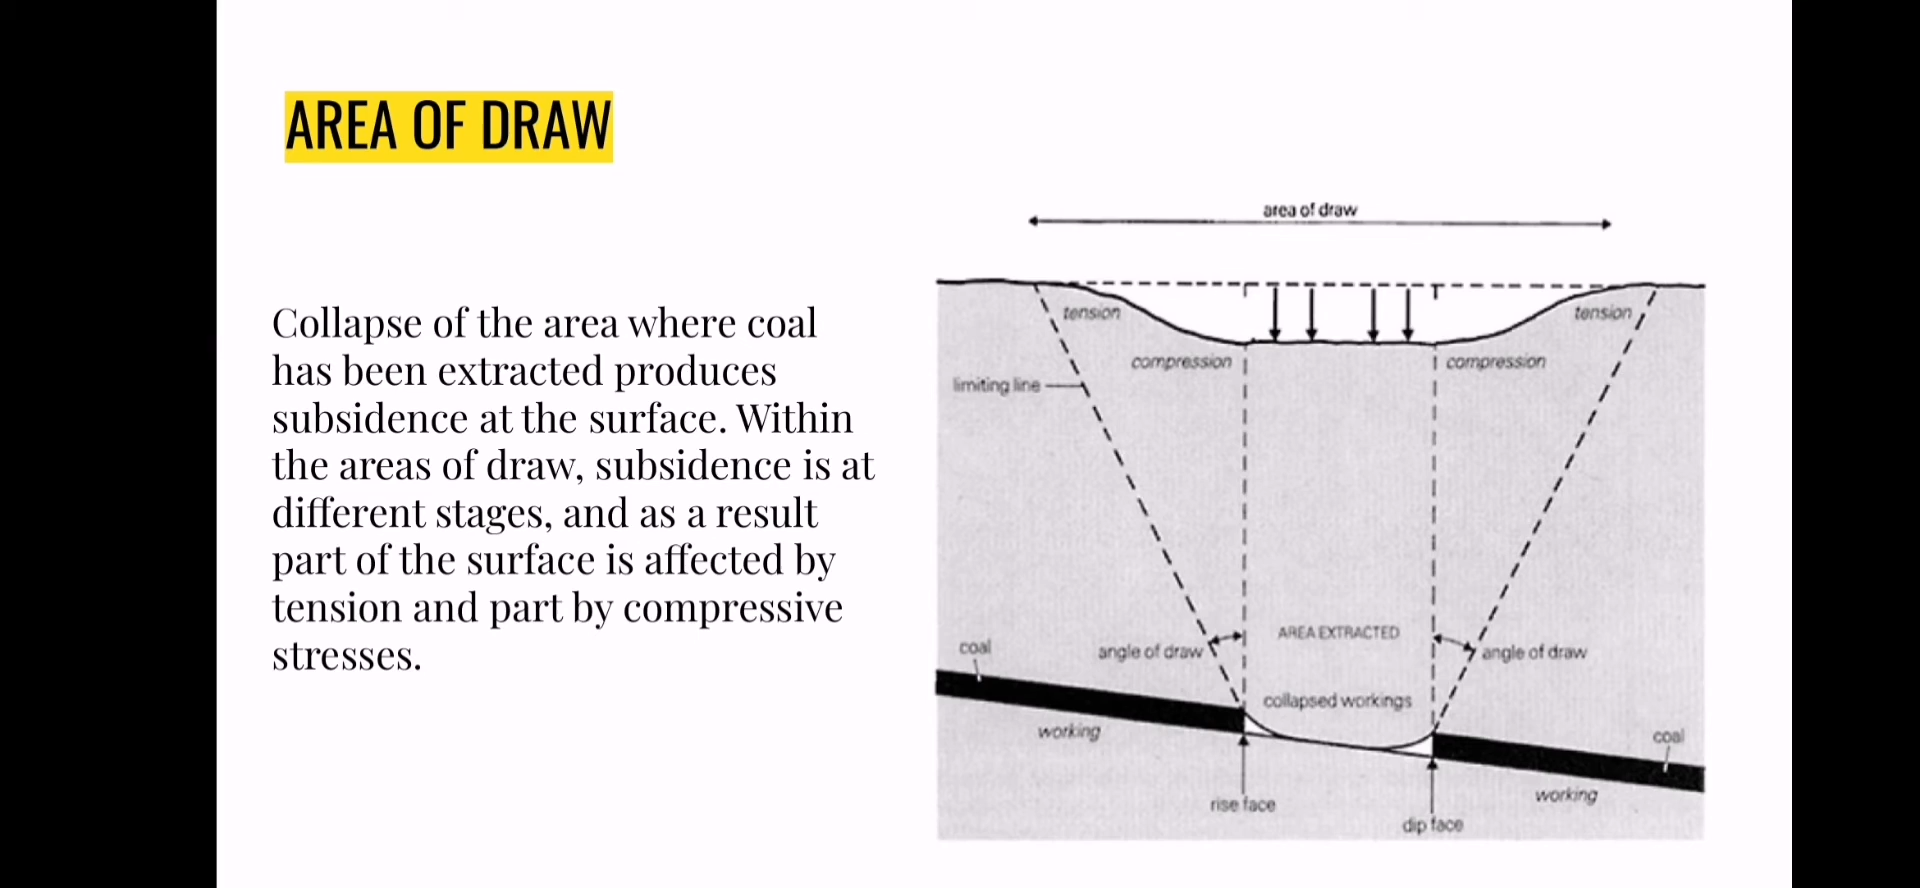 AREA OF DRAW
area of draw
Collapse of the area where coal
has been extracted produces
subsidence at the surface. Within
the areas of draw, subsidence is at
different stages, and as a result
part of the surface is affected by
tension and part by compressive
stresses.
tension
tension
compression
compression
limiting line
AREA EXTRACTED
coal
angle of draw
angle of draw
collapsed workings
working
coal
working
rise face
dip face